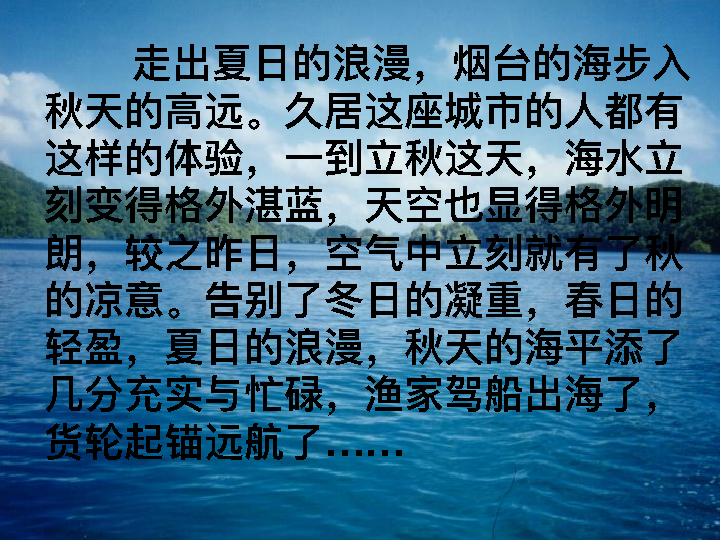 走出夏日的浪漫，烟台的海步入
秋天的高远。久居这座城市的人都有
这样的体验，一到立秋这天，海水立
刻变得格外湛蓝，天空也显得格外明
朗，较之昨日，空气中立刻就有了秋
的凉意。告别了冬日的凝重，春日的
轻盈，夏日的浪漫，秋天的海平添了
几分充实与忙碌，渔家驾船出海了，
货轮起锚远航了……